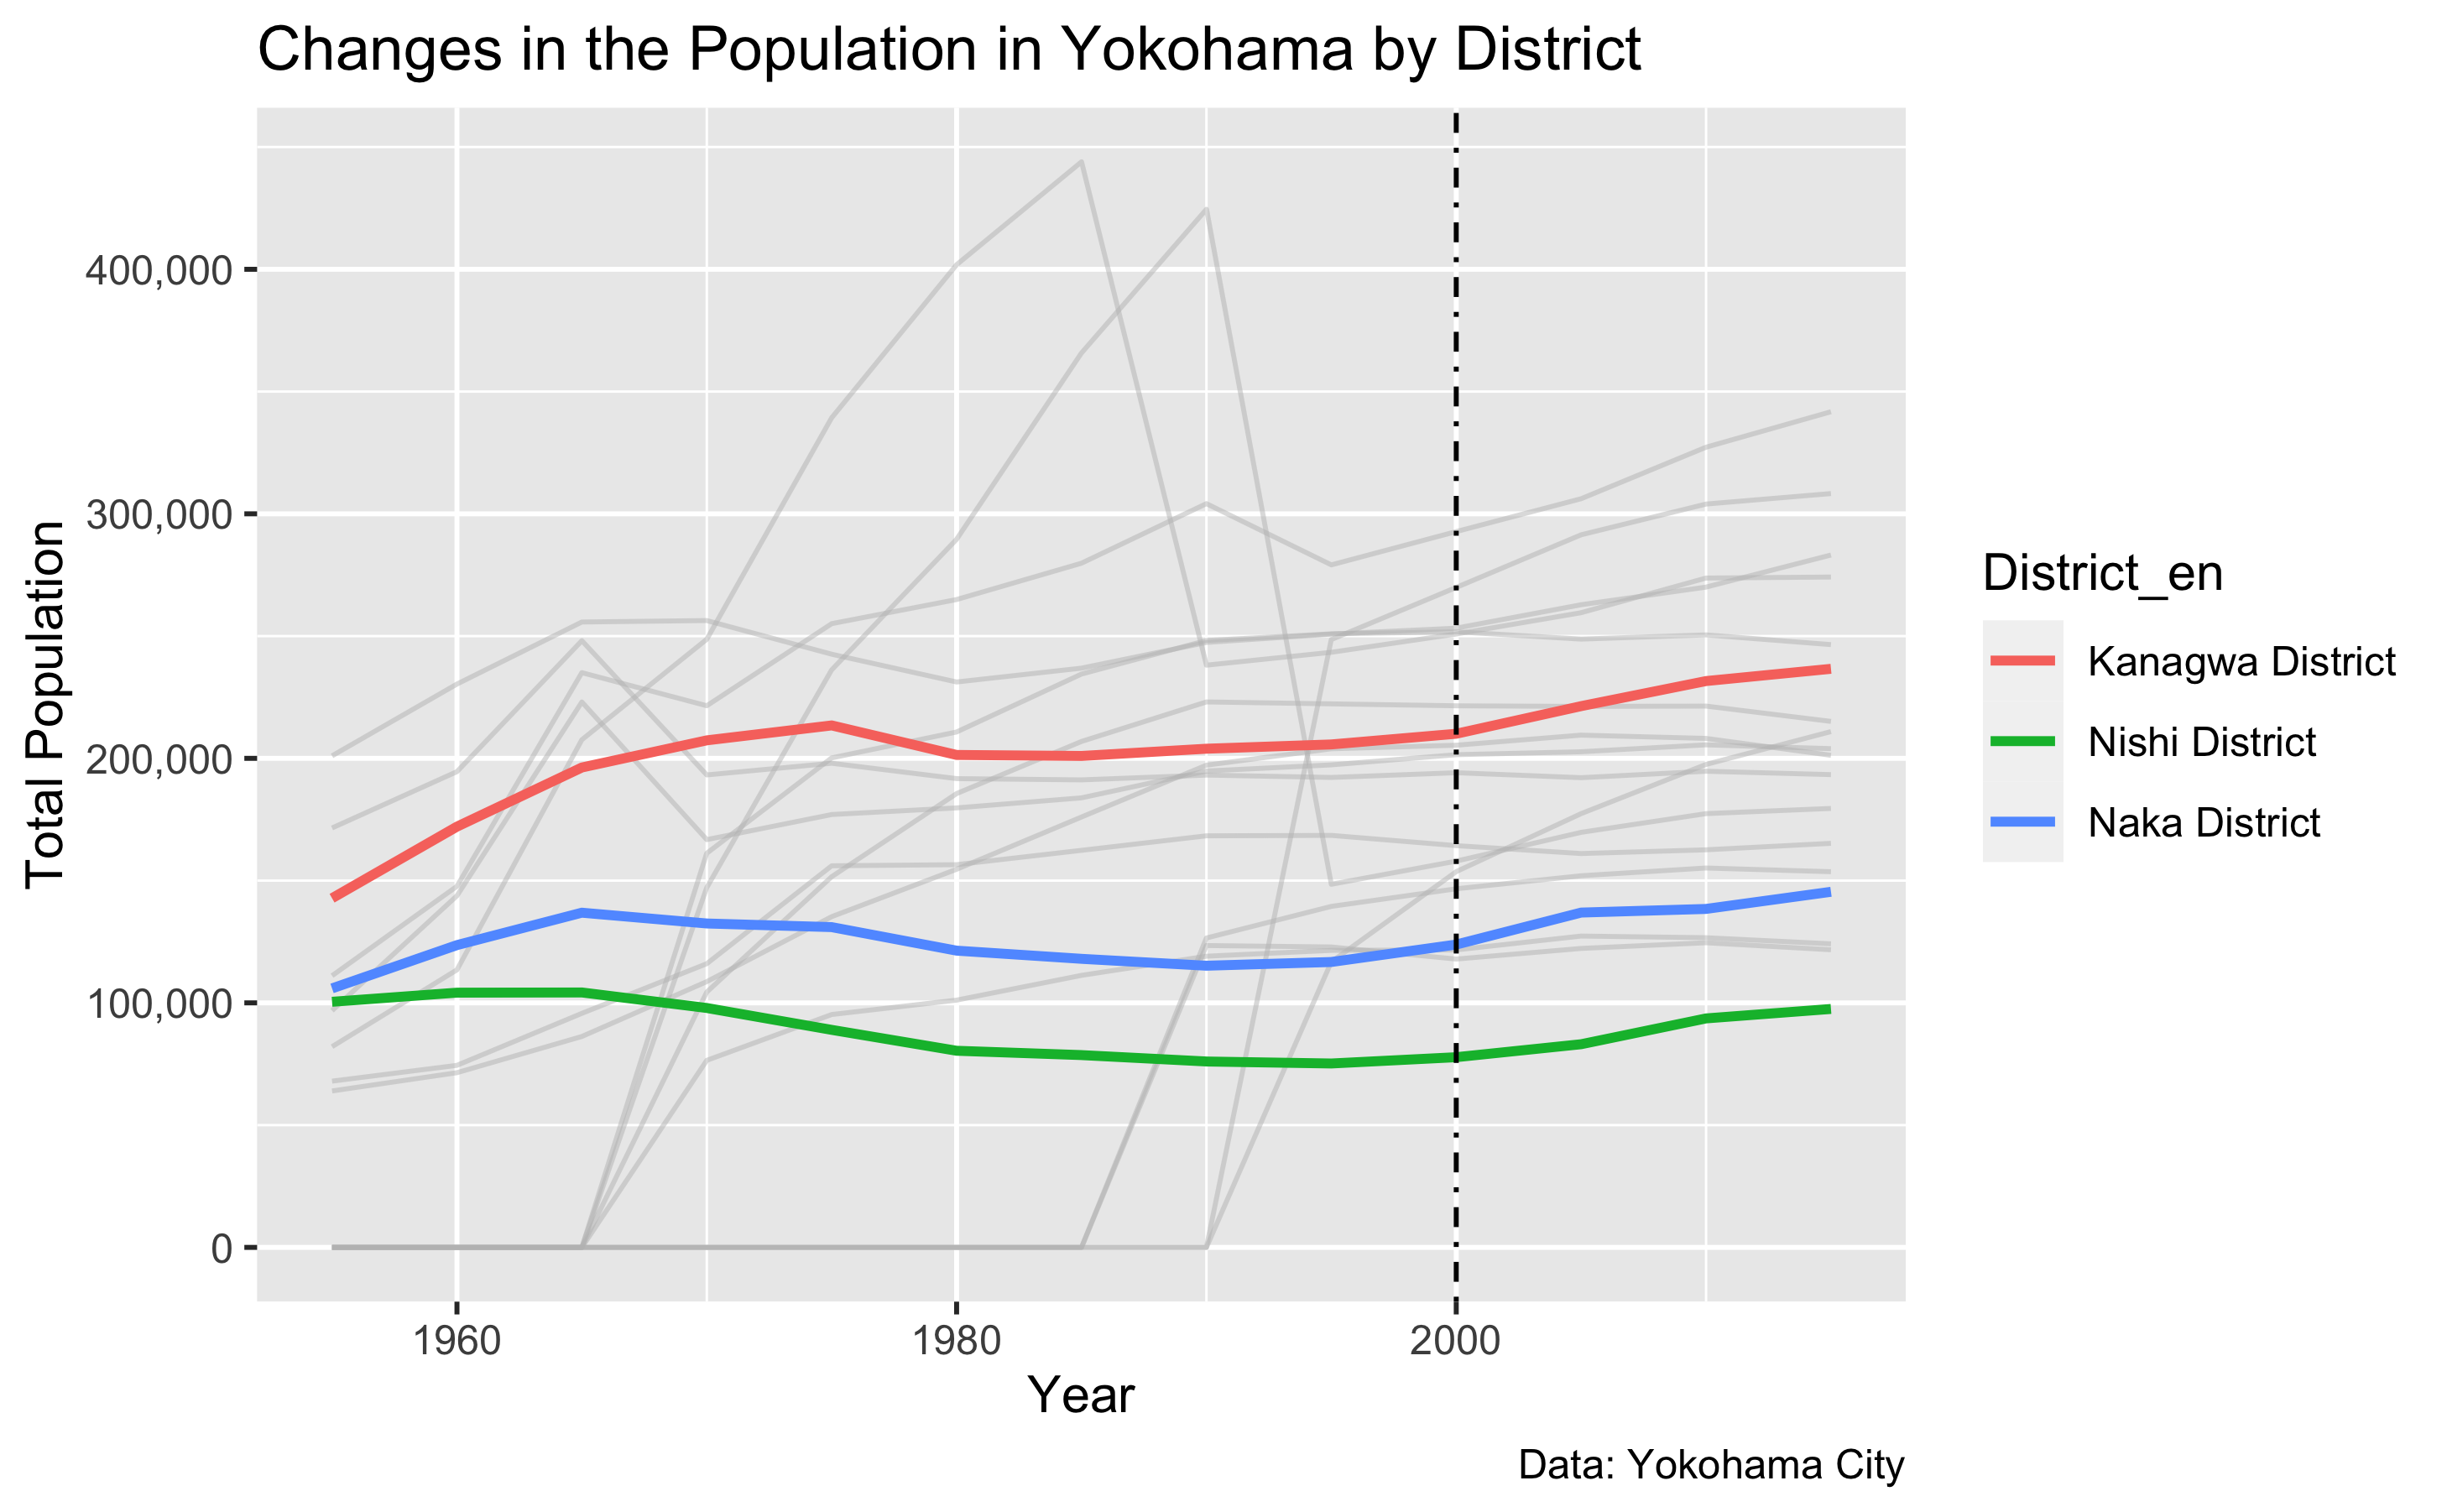 Changes in the Population in Yokohama by District
Total Population
400,000
300,000
200,000
100,000
0
1960
1980
2000
Year
District_en
Kanagwa District
Nishi District
Naka District
Data: Yokohama City